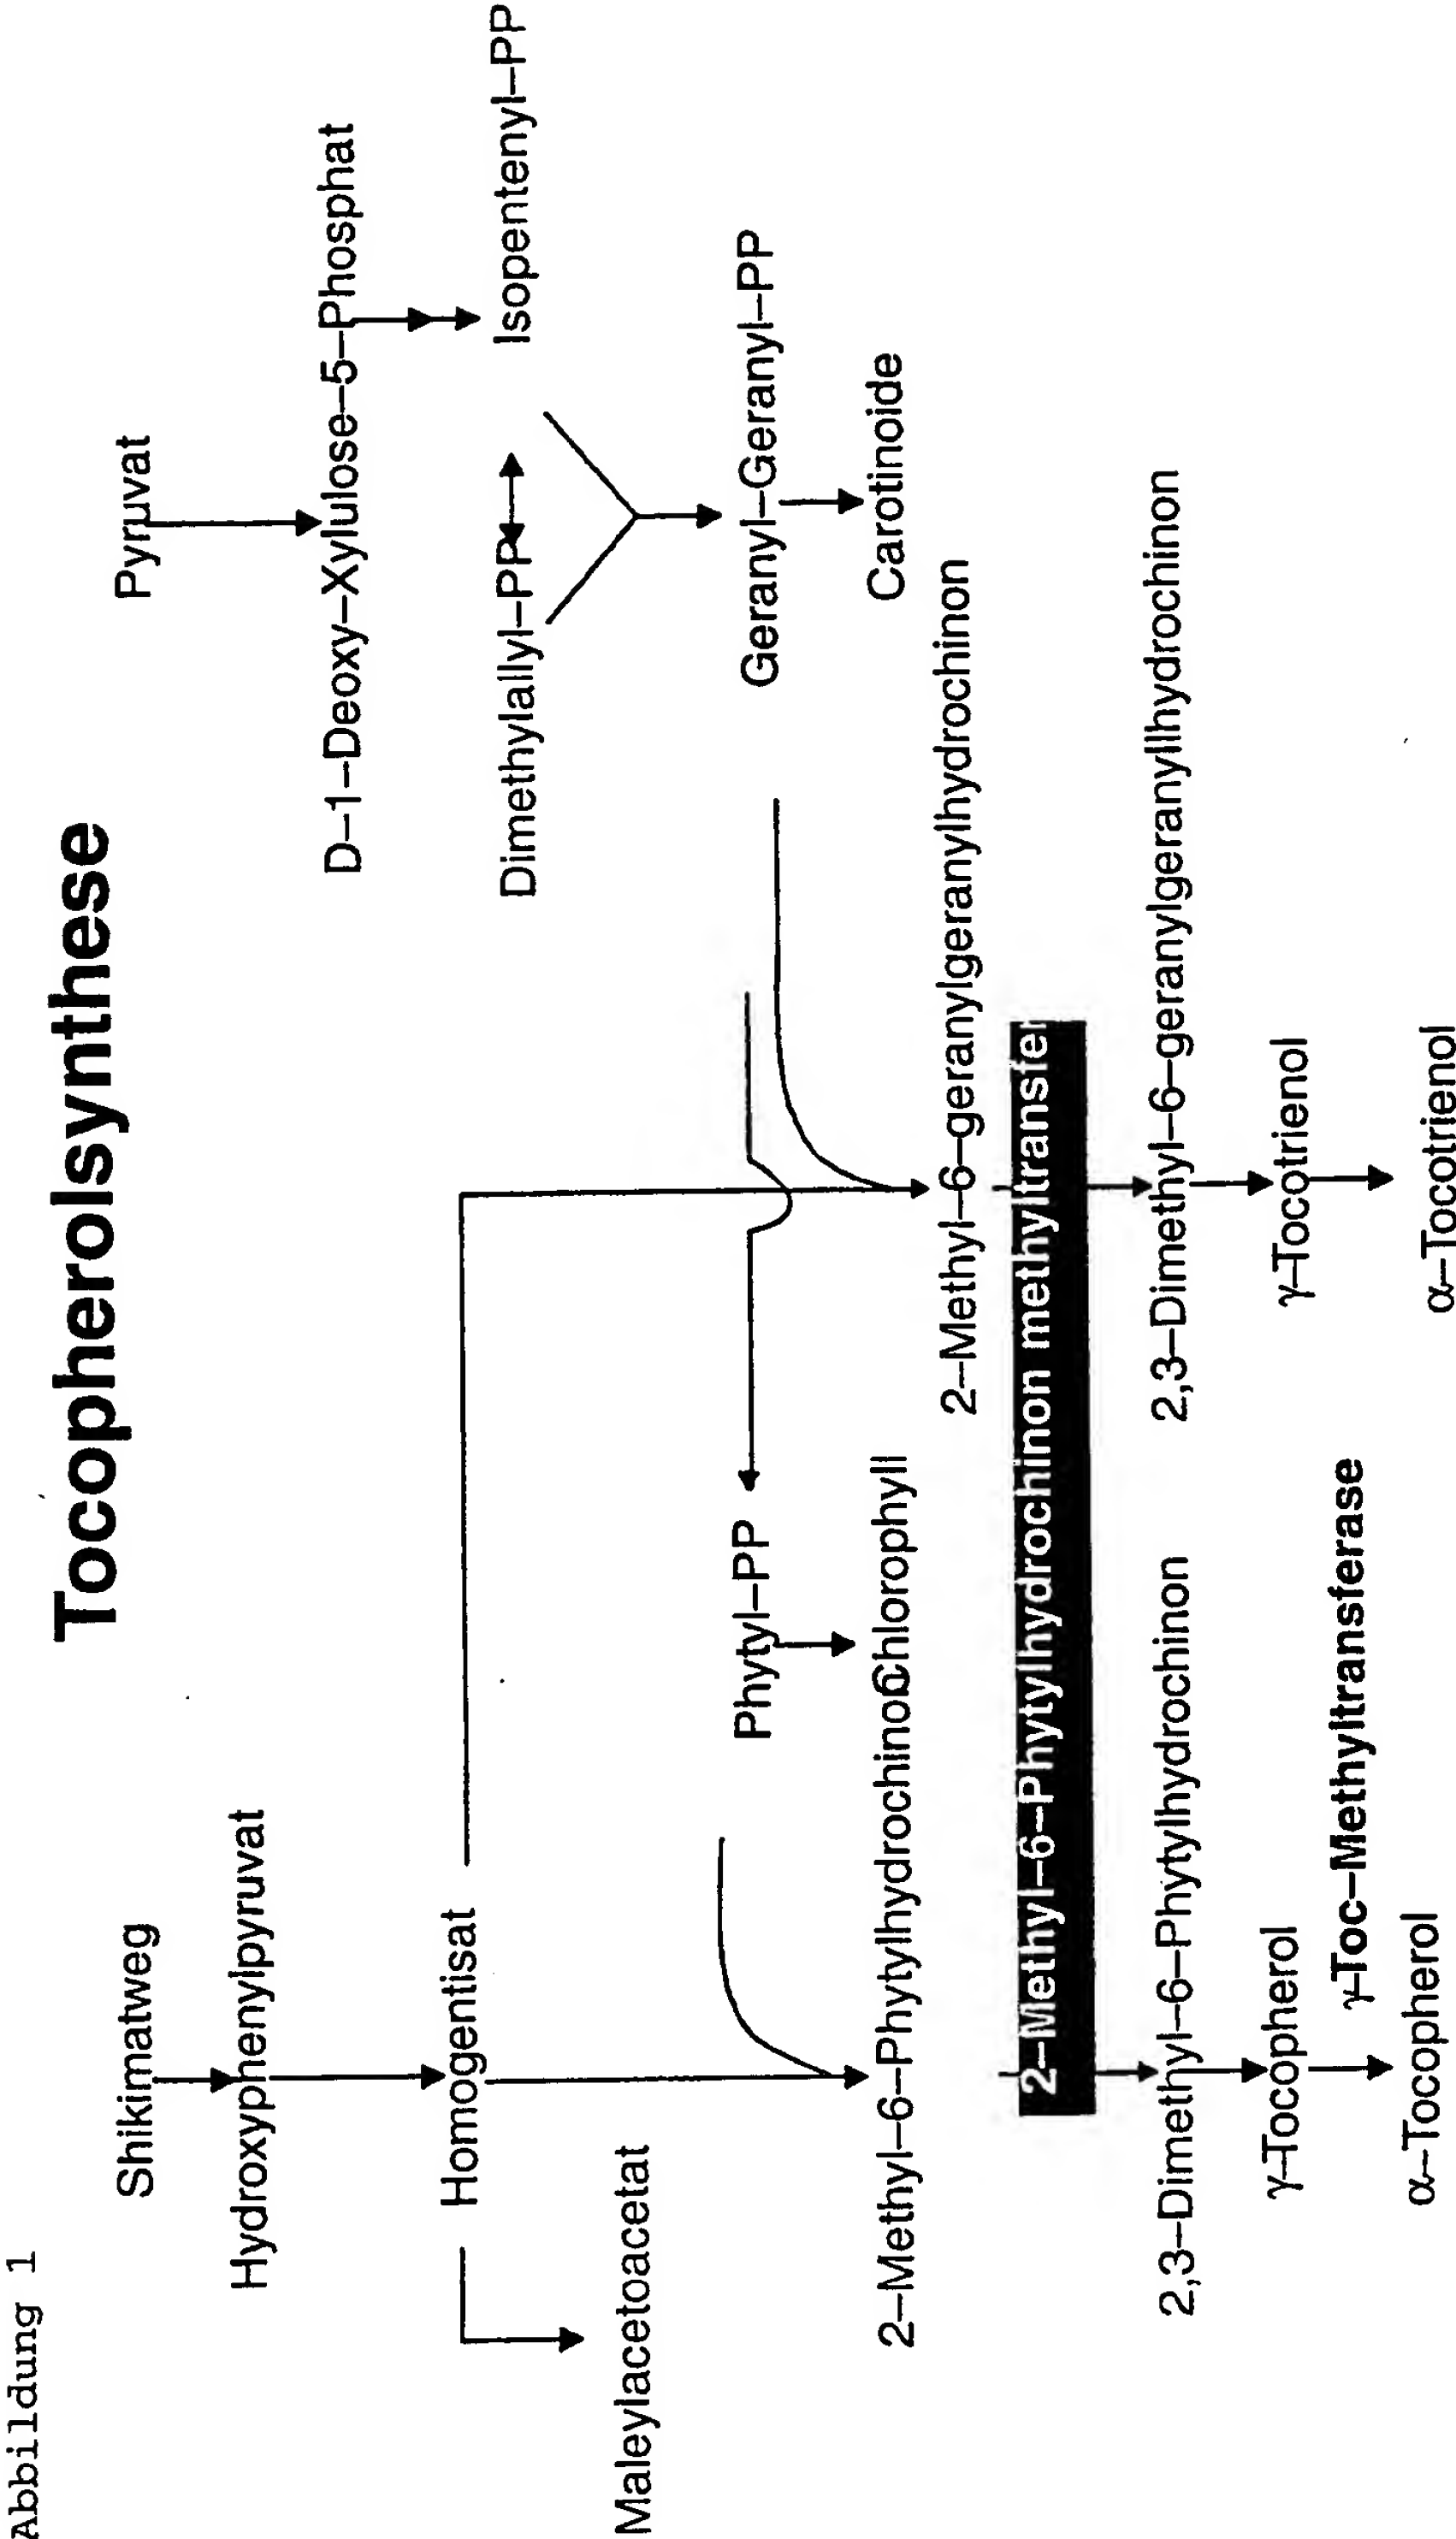 Abbildung 1
Tocopherolsynthese
Shikimatweg
Pyruvat
Hydroxyphenylpyruvat
D–1–Deoxy–Xylulose–5–Phosphat
Homogentisat
Dimethylallyl–PP
Isopentenyl–PP
Maleylacetoacetat
Phytyl–PP
Geranyl–Geranyl–PP
2–Methyl–6–Phytylhydrochinon
Chlorophyll
Carotinoide
2–Methyl–6–geranylgeranylhydrochinon
2–Methyl–6–Phytylhydrochinon methyltransfer
2,3–Dimethyl–6–Phytylhydrochinon
2,3–Dimethyl–6–geranylgeranyllhydrochinon
γ–Tocopherol
γ–Tocotrienol
γ–Toc–Methyltransferase
α–Tocopherol
α–Tocotrienol